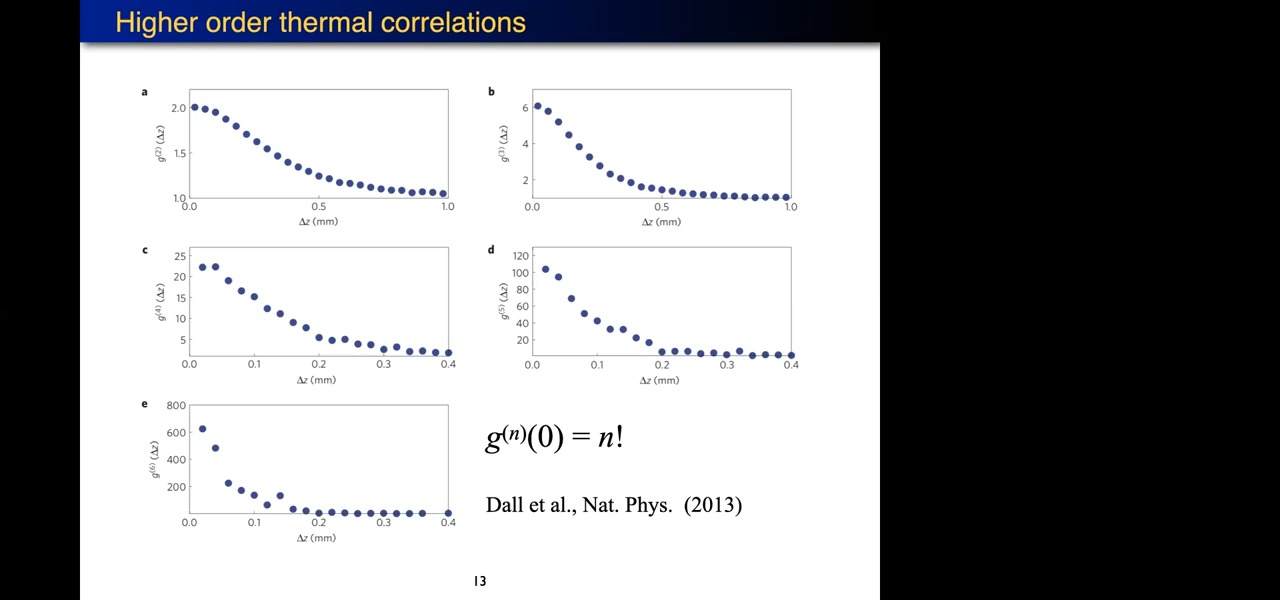 Higher order thermal correlations
a
2.0
1.5
1.0
g(2) (Δz)
0.0 0.5 1.0
Δz (mm)
b
6
4
2
g(3) (Δz)
0.0 0.5 1.0
Δz (mm)
c
25
20
15
10
5
g(4) (Δz)
0.0 0.1 0.2 0.3 0.4
Δz (mm)
d
120
100
80
60
40
20
g(5) (Δz)
0.0 0.1 0.2 0.3 0.4
Δz (mm)
e
800
600
400
200
g(6) (Δz)
0.0 0.1 0.2 0.3 0.4
Δz (mm)
g(n)(0) = n!
Dall et al., Nat. Phys. (2013)
13